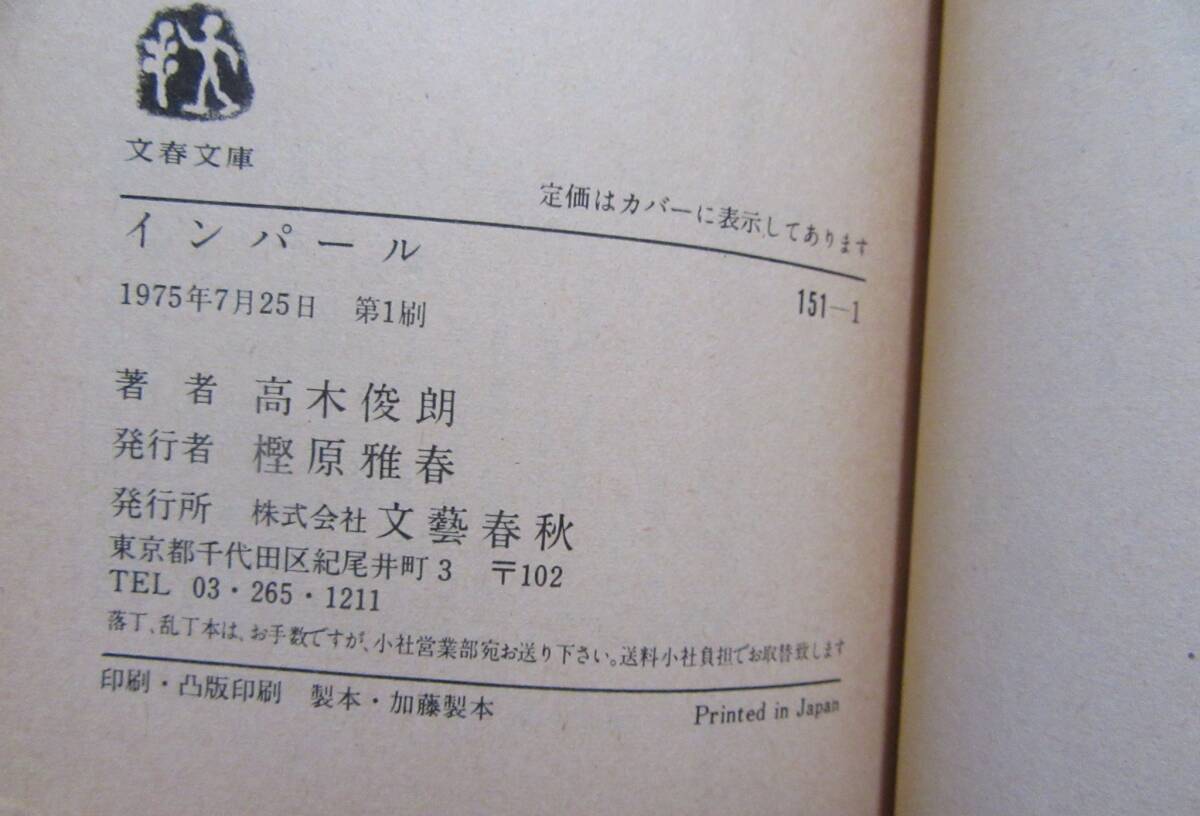 文春文庫
定価はカバーに表示してあります
インパール
151—1
1975年7月25日 第1刷
著 者 高木俊朗
発行者 樫原雅春
発行所 株式会社 文藝春秋
東京都千代田区紀尾井町3 〒102
TEL 03・265・1211
落丁、乱丁本は、お手数ですが、小社営業部宛お送り下さい。送料小社負担でお取替致します
印刷・凸版印刷 製本・加藤製本
Printed in Japan